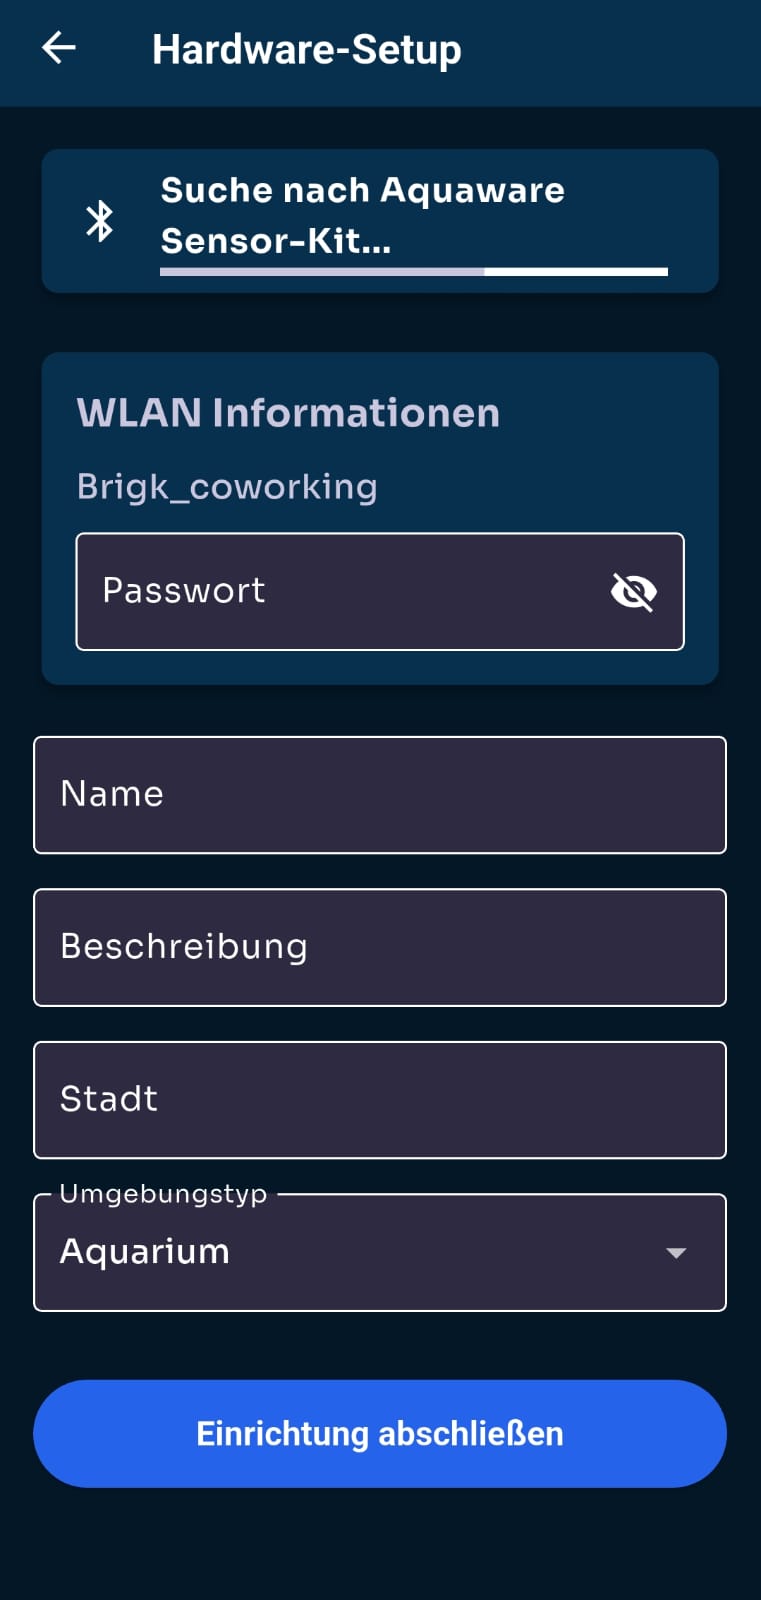 Hardware-Setup
Suche nach Aquaware
Sensor-Kit...
WLAN Informationen
Brigk_coworking
Passwort
Name
Beschreibung
Stadt
Umgebungstyp
Aquarium
Einrichtung abschließen